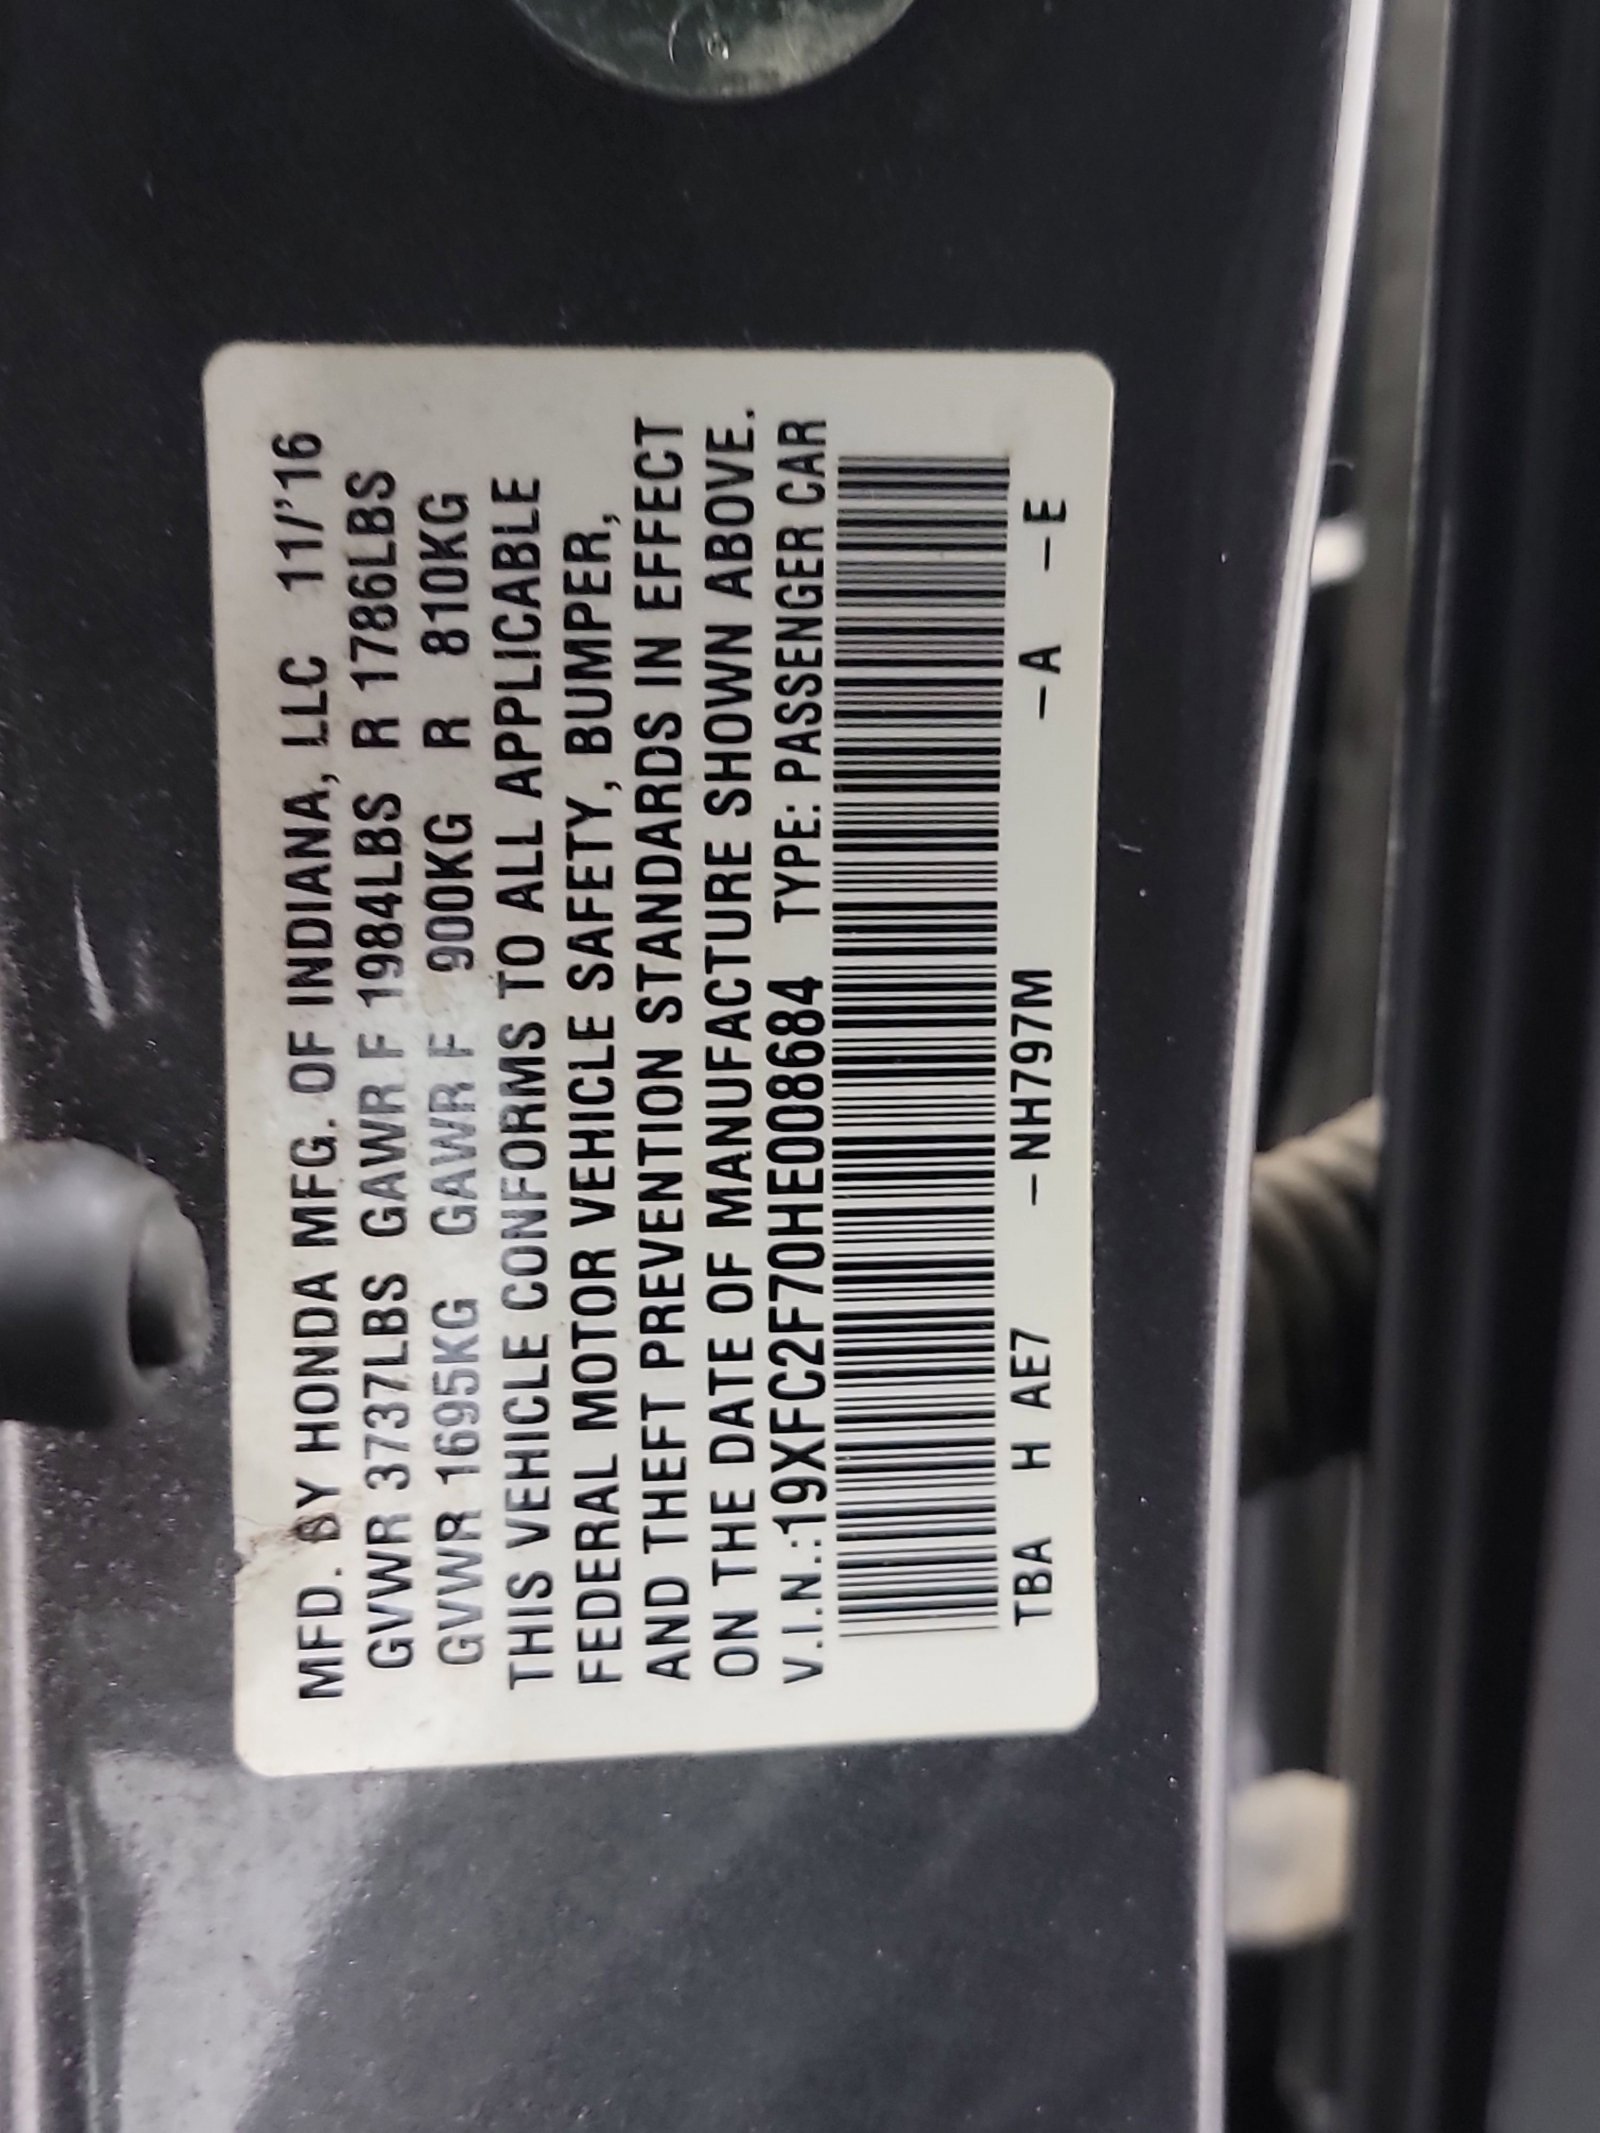 MFD. BY HONDA MFG. OF INDIANA, LLC 11/'16
GVWR 3737LBS GAWR F 1984LBS R 1786LBS
GVWR 1695KG GAWR F 900KG R 810KG
THIS VEHICLE CONFORMS TO ALL APPLICABLE
FEDERAL MOTOR VEHICLE SAFETY, BUMPER,
AND THEFT PREVENTION STANDARDS IN EFFECT
ON THE DATE OF MANUFACTURE SHOWN ABOVE.
V.I.N.:19XFC2F70HE008684 TYPE: PASSENGER CAR
TBA H AE7 -NH797M -A -E